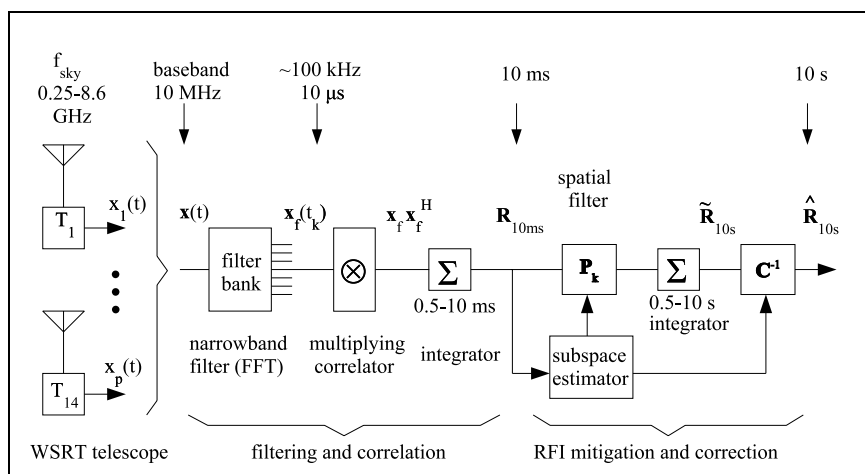 f_sky
0.25-8.6
GHz
baseband
10 MHz
~100 kHz
10 µs
10 ms
10 s
T_1
x_1(t)
T_14
x_p(t)
x(t)
filter
bank
x_f(t_k)
⊗
x_f x_f^H
Σ
0.5-10 ms
R_10ms
spatial
filter
P_k
Σ
0.5-10 s
integrator
R̃_10s
C^-1
R̂_10s
narrowband
filter (FFT)
multiplying
correlator
integrator
subspace
estimator
WSRT telescope
filtering and correlation
RFI mitigation and correction